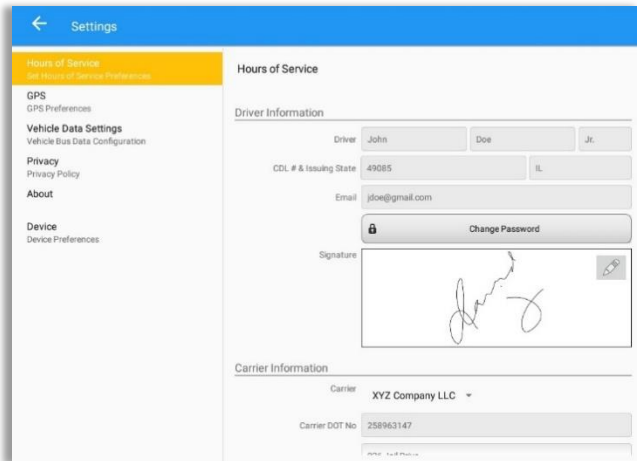 Settings
Hours of Service
Set Hours of Service Preferences
GPS
GPS Preferences
Vehicle Data Settings
Vehicle Bus Data Configuration
Privacy
Privacy Policy
About
Device
Device Preferences
Hours of Service
Driver Information
Driver John Doe Jr.
CDL # & Issuing State 49085 IL
Email jdoe@gmail.com
Change Password
Signature
Carrier Information
Carrier XYZ Company LLC
Carrier DOT No 258963147